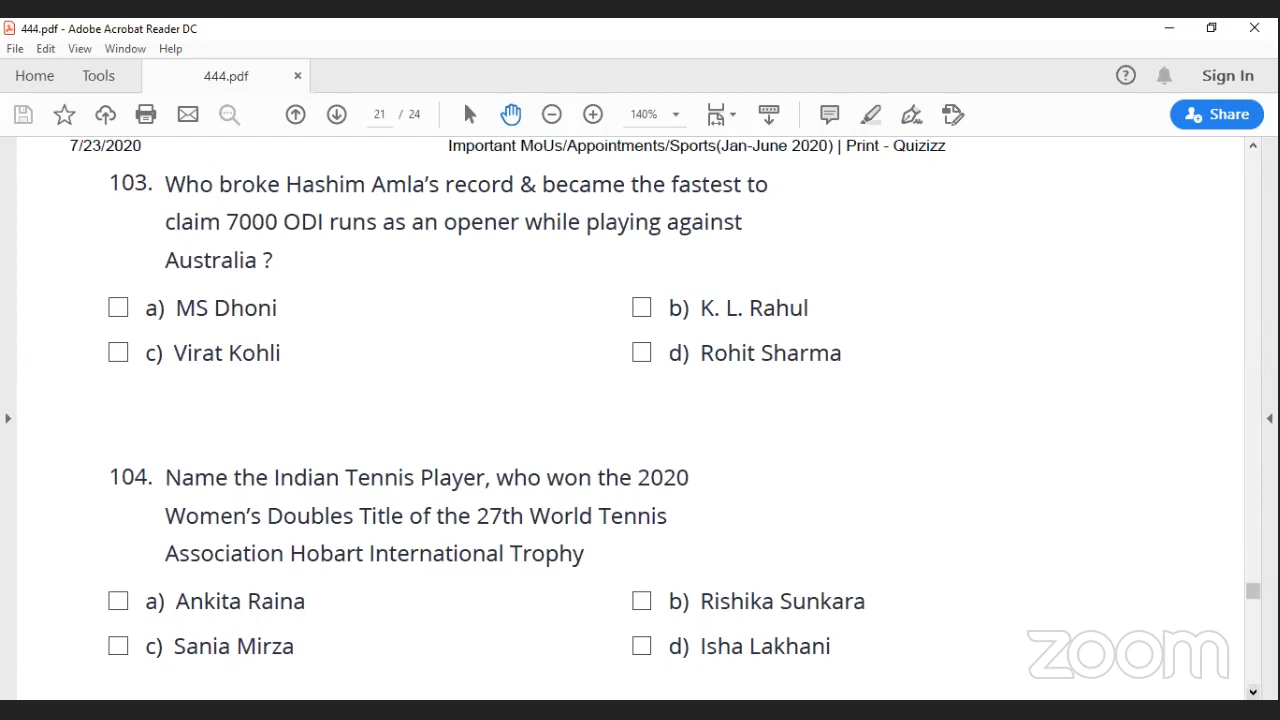 444.pdf - Adobe Acrobat Reader DC
File Edit View Window Help
Home Tools 444.pdf × Sign In
21 / 24 140% Share
7/23/2020 Important MoUs/Appointments/Sports(Jan-June 2020) | Print - Quizizz
103. Who broke Hashim Amla’s record & became the fastest to
claim 7000 ODI runs as an opener while playing against
Australia ?
a) MS Dhoni b) K. L. Rahul
c) Virat Kohli d) Rohit Sharma
104. Name the Indian Tennis Player, who won the 2020
Women’s Doubles Title of the 27th World Tennis
Association Hobart International Trophy
a) Ankita Raina b) Rishika Sunkara
c) Sania Mirza d) Isha Lakhani
zoom